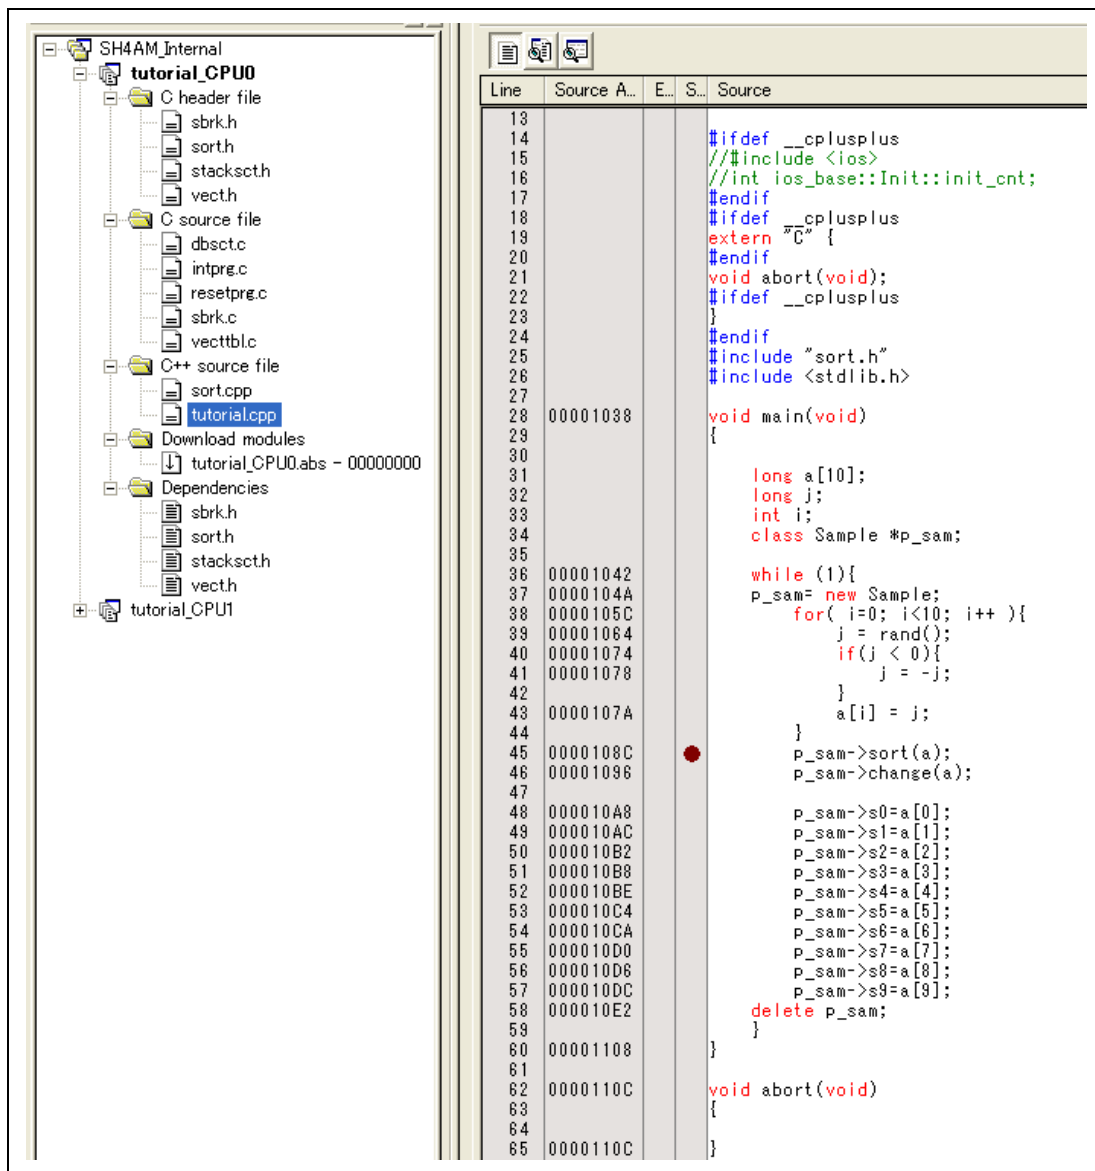 SH4AM_Internal
tutorial_CPU0
C header file
sbrk.h
sort.h
stacksct.h
vect.h
C source file
dbsct.c
intprg.c
resetprg.c
sbrk.c
vecttbl.c
C++ source file
sort.cpp
tutorial.cpp
Download modules
tutorial_CPU0.abs - 00000000
Dependencies
sbrk.h
sort.h
stacksct.h
vect.h
tutorial_CPU1
Line Source A... E... S... Source
13
14 #ifdef __cplusplus
15 //#include <ios>
16 //int ios_base::Init::init_cnt;
17 #endif
18 #ifdef __cplusplus
19 extern "C" {
20 #endif
21 void abort(void);
22 #ifdef __cplusplus
23 }
24 #endif
25 #include "sort.h"
26 #include <stdlib.h>
27
28 00001038 void main(void)
29 {
30
31 long a[10];
32 long j;
33 int i;
34 class Sample *p_sam;
35
36 00001042 while (1){
37 0000104A p_sam= new Sample;
38 0000105C for( i=0; i<10; i++ ){
39 00001064 j = rand();
40 00001074 if(j < 0){
41 00001078 j = -j;
42 }
43 0000107A a[i] = j;
44 }
45 0000108C p_sam->sort(a);
46 00001096 p_sam->change(a);
47
48 000010A8 p_sam->s0=a[0];
49 000010AC p_sam->s1=a[1];
50 000010B2 p_sam->s2=a[2];
51 000010B8 p_sam->s3=a[3];
52 000010BE p_sam->s4=a[4];
53 000010C4 p_sam->s5=a[5];
54 000010CA p_sam->s6=a[6];
55 000010D0 p_sam->s7=a[7];
56 000010D6 p_sam->s8=a[8];
57 000010DC p_sam->s9=a[9];
58 000010E2 delete p_sam;
59 }
60 00001108 }
61
62 0000110C void abort(void)
63 {
64
65 0000110C }